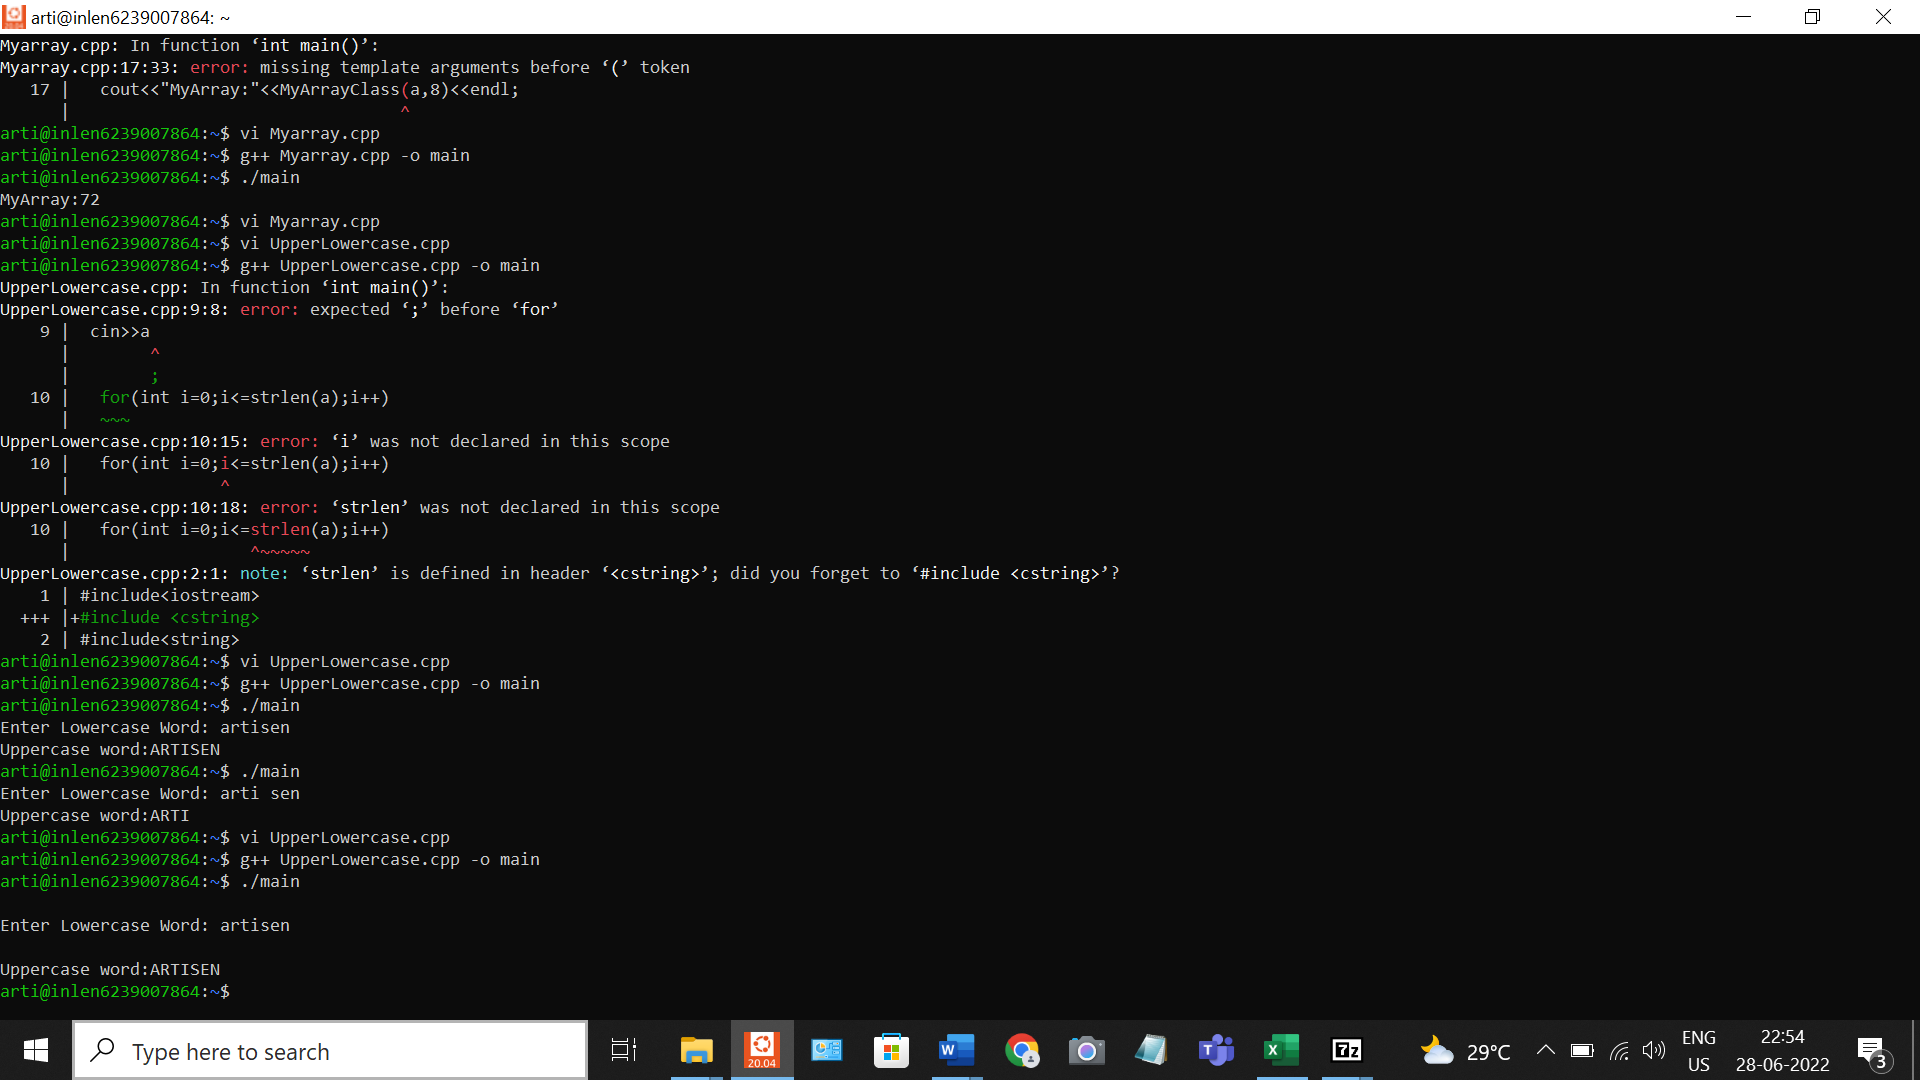 arti@inlen6239007864: ~
Myarray.cpp: In function ‘int main()’:
Myarray.cpp:17:33: error: missing template arguments before ‘(’ token
   17 |   cout<<"MyArray:"<<MyArrayClass(a,8)<<endl;
      |                                 ^
arti@inlen6239007864:~$ vi Myarray.cpp
arti@inlen6239007864:~$ g++ Myarray.cpp -o main
arti@inlen6239007864:~$ ./main
MyArray:72
arti@inlen6239007864:~$ vi Myarray.cpp
arti@inlen6239007864:~$ vi UpperLowercase.cpp
arti@inlen6239007864:~$ g++ UpperLowercase.cpp -o main
UpperLowercase.cpp: In function ‘int main()’:
UpperLowercase.cpp:9:8: error: expected ‘;’ before ‘for’
    9 |  cin>>a
      |        ^
      |        ;
   10 |   for(int i=0;i<=strlen(a);i++)
      |   ~~~
UpperLowercase.cpp:10:15: error: ‘i’ was not declared in this scope
   10 |   for(int i=0;i<=strlen(a);i++)
      |               ^
UpperLowercase.cpp:10:18: error: ‘strlen’ was not declared in this scope
   10 |   for(int i=0;i<=strlen(a);i++)
      |                  ^~~~~~
UpperLowercase.cpp:2:1: note: ‘strlen’ is defined in header ‘<cstring>’; did you forget to ‘#include <cstring>’?
    1 | #include<iostream>
  +++ |+#include <cstring>
    2 | #include<string>
arti@inlen6239007864:~$ vi UpperLowercase.cpp
arti@inlen6239007864:~$ g++ UpperLowercase.cpp -o main
arti@inlen6239007864:~$ ./main
Enter Lowercase Word: artisen
Uppercase word:ARTISEN
arti@inlen6239007864:~$ ./main
Enter Lowercase Word: arti sen
Uppercase word:ARTI
arti@inlen6239007864:~$ vi UpperLowercase.cpp
arti@inlen6239007864:~$ g++ UpperLowercase.cpp -o main
arti@inlen6239007864:~$ ./main
Enter Lowercase Word: artisen
Uppercase word:ARTISEN
arti@inlen6239007864:~$
Type here to search
20.04
W
T
X
7z
29°C
ENG
US
22:54
28-06-2022
3